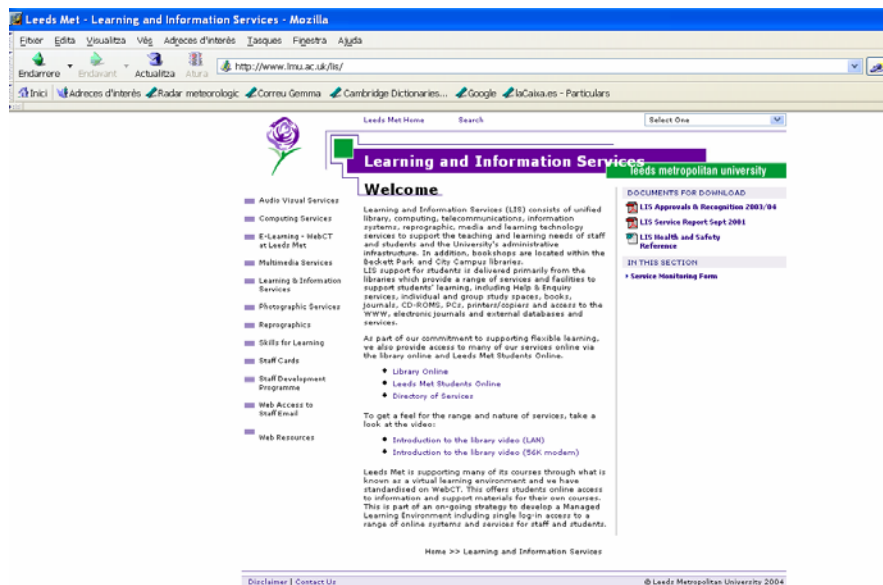 Leeds Met - Learning and Information Services - Mozilla
Fitxer Edita Visualitza Vés Adreces d'interès Tasques Finestra Ajuda
Endarrere Endavant Actualitza Atura http://www.lmu.ac.uk/lis/
Inici Adreces d'interès Radar meteorologic Correu Gemma Cambridge Dictionaries... Google laCaixa.es - Particulars
Leeds Met Home Search Select One
Learning and Information Services
leeds metropolitan university
Audio Visual Services
Computing Services
E-Learning - WebCT
at Leeds Met
Multimedia Services
Learning & Information
Services
Photographic Services
Reprographics
Skills for Learning
Staff Cards
Staff Development
Programme
Web Access to
Staff Email
Web Resources
Welcome
Learning and Information Services (LIS) consists of unified
library, computing, telecommunications, information
systems, reprographic, media and learning technology
services to support the teaching and learning needs of staff
and students and the University's administrative
infrastructure. In addition, bookshops are located within the
Beckett Park and City Campus libraries.
LIS support for students is delivered primarily from the
libraries which provide a range of services and facilities to
support students' learning, including Help & Enquiry
services, individual and group study spaces, books,
journals, CD-ROMS, PCs, printers/copiers and access to the
WWW, electronic journals and external databases and
services.
As part of our commitment to supporting flexible learning,
we also provide access to many of our services online via
the library online and Leeds Met Students Online.
Library Online
Leeds Met Students Online
Directory of Services
To get a feel for the range and nature of services, take a
look at the video:
Introduction to the library video (LAN)
Introduction to the library video (56K modem)
Leeds Met is supporting many of its courses through what is
known as a virtual learning environment and we have
standardised on WebCT. This offers students online access
to information and support materials for their own courses.
This is part of an on-going strategy to develop a Managed
Learning Environment including single log-in access to a
range of online systems and services for staff and students.
DOCUMENTS FOR DOWNLOAD
LIS Approvals & Recognition 2003/04
LIS Service Report Sept 2001
LIS Health and Safety
Reference
IN THIS SECTION
Service Monitoring Form
Home >> Learning and Information Services
Disclaimer | Contact Us © Leeds Metropolitan University 2004